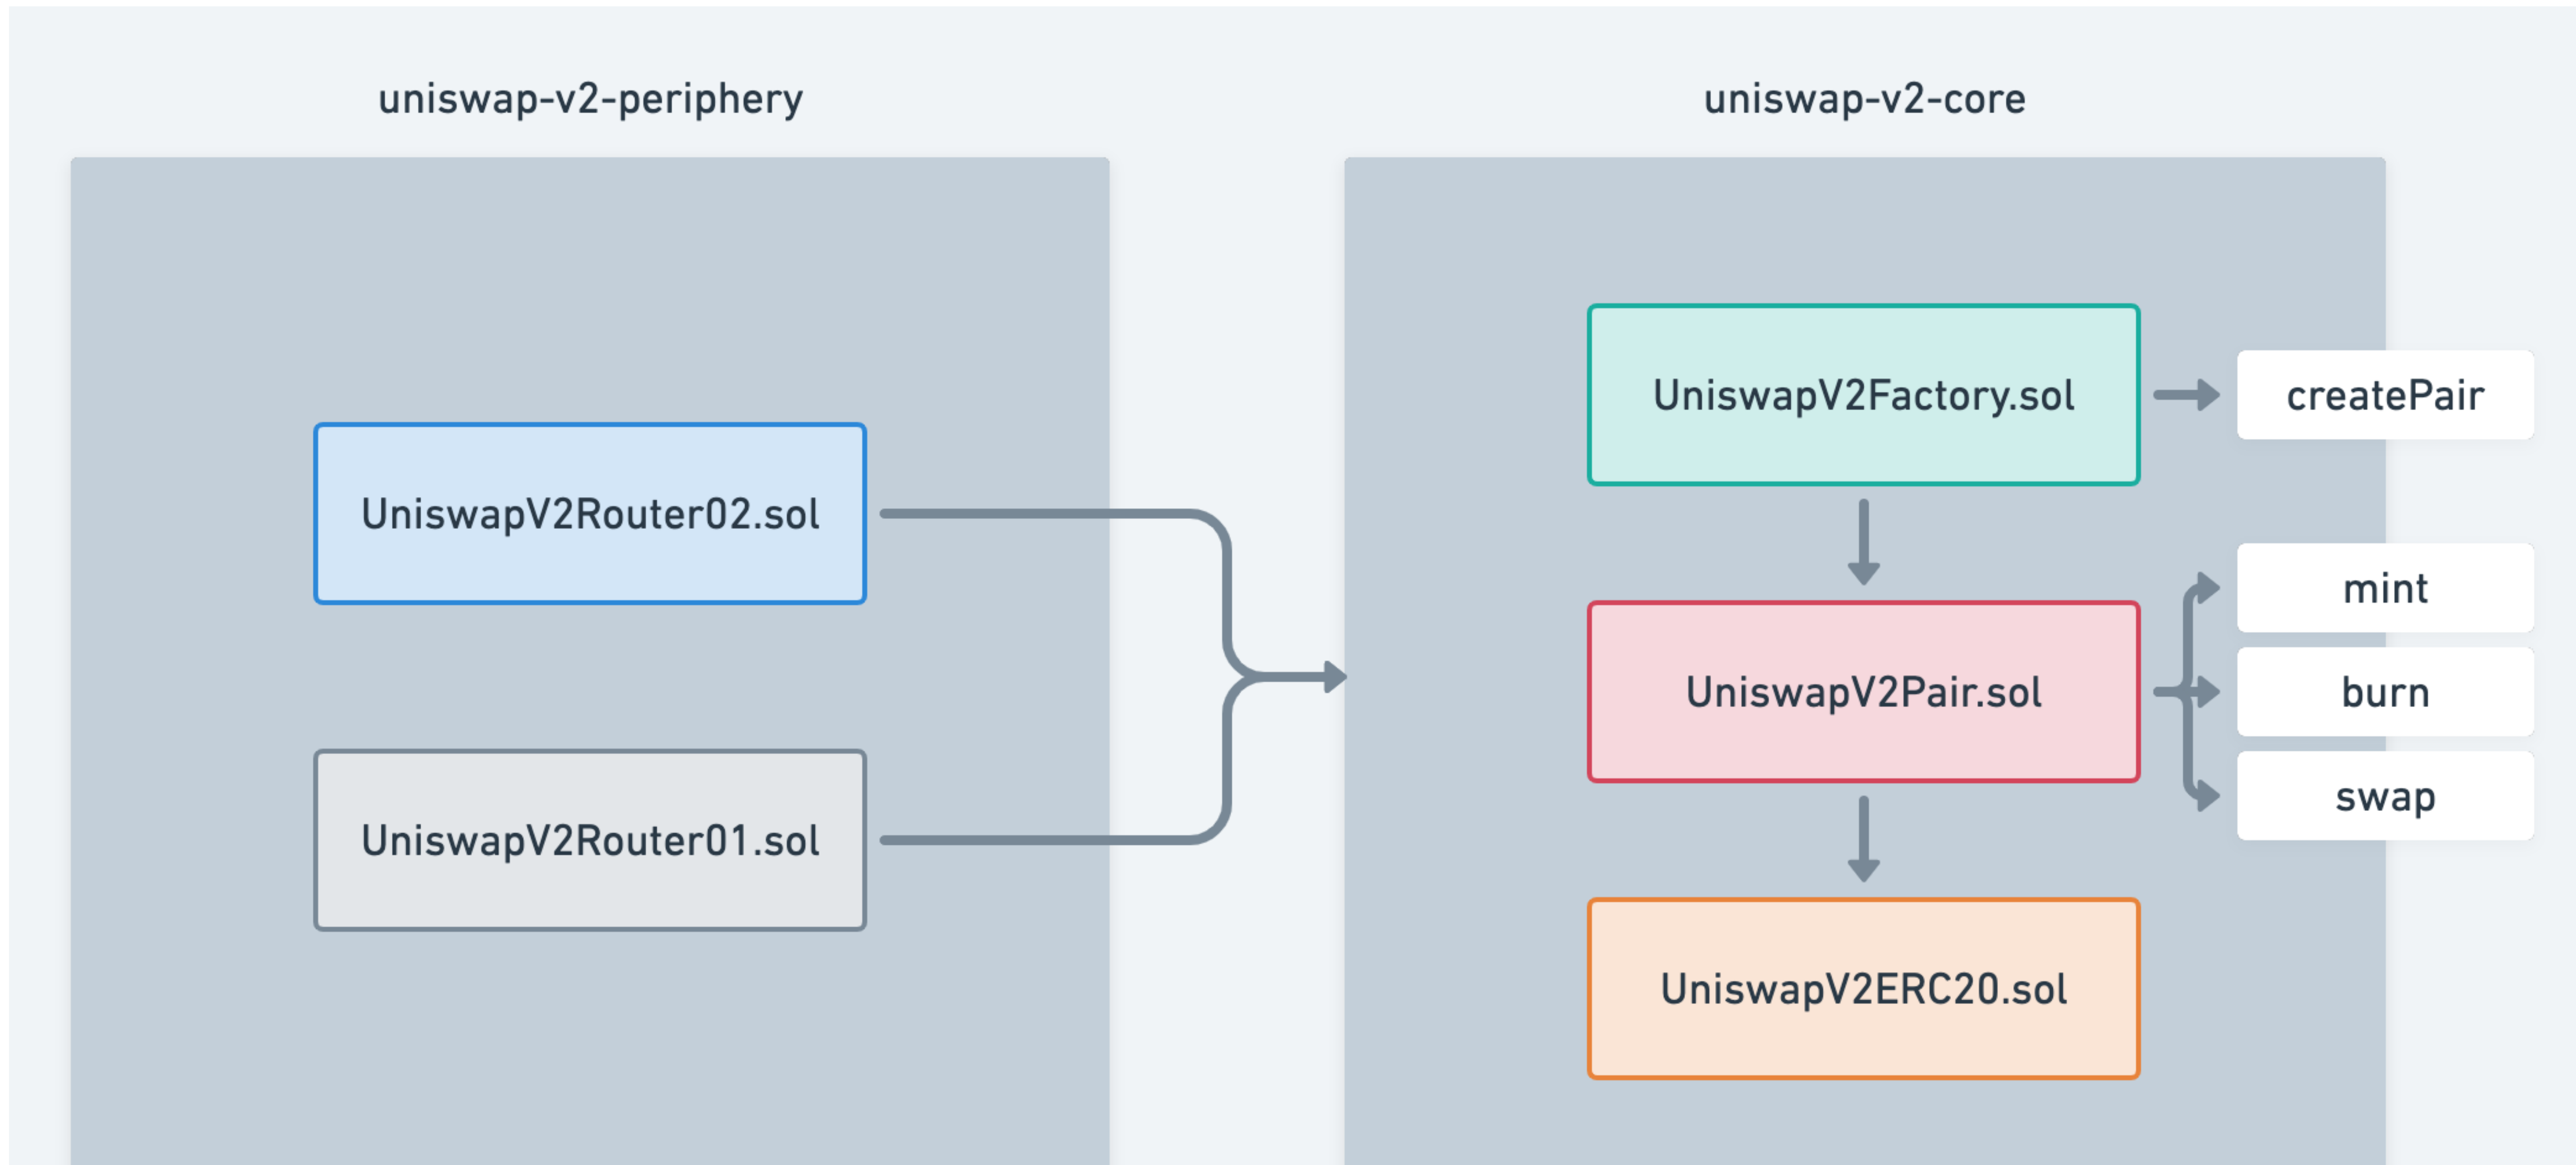 uniswap-v2-periphery
UniswapV2Router02.sol
UniswapV2Router01.sol
uniswap-v2-core
UniswapV2Factory.sol
createPair
UniswapV2Pair.sol
mint
burn
swap
UniswapV2ERC20.sol